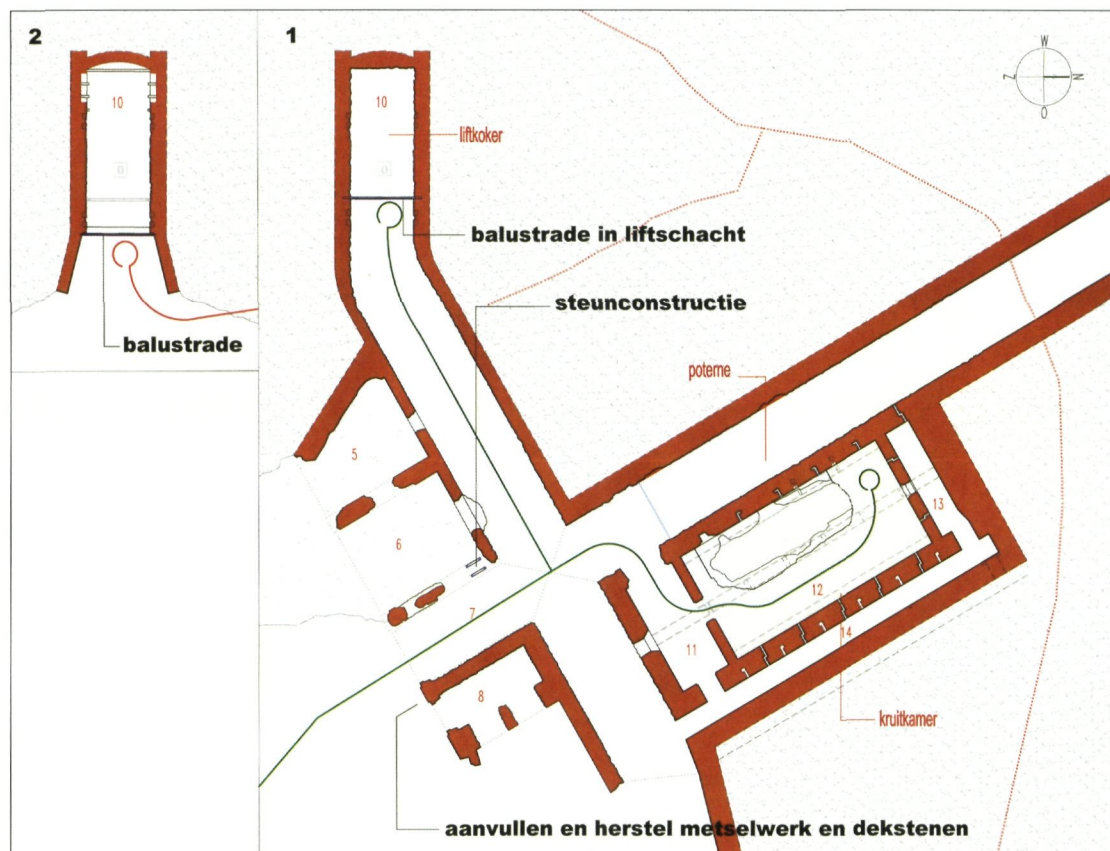 2
10
balustrade
1
W
Z
N
O
10
liftkoker
balustrade in liftschacht
steunconstructie
poterne
5
6
7
8
11
12
13
14
kruitkamer
aanvullen en herstel metselwerk en dekstenen